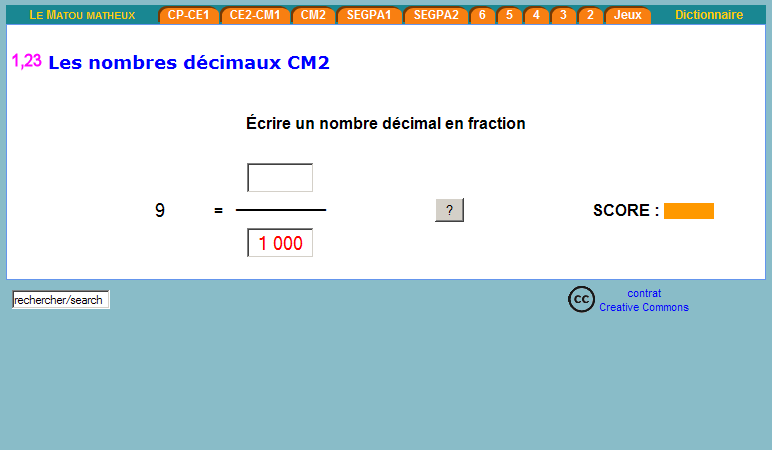 LE MATOU MATHEUX CP-CE1 CE2-CM1 CM2 SEGPA1 SEGPA2 6 5 4 3 2 Jeux Dictionnaire
1,23 Les nombres décimaux CM2
Écrire un nombre décimal en fraction
9 = ? SCORE :
1 000
rechercher/search
cc contrat
Creative Commons